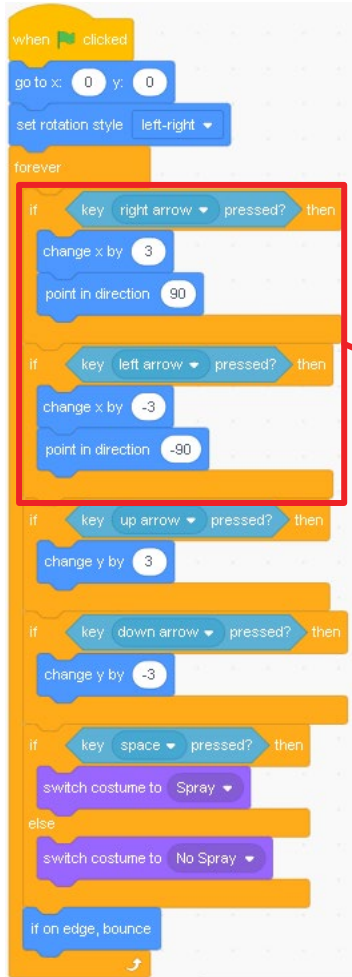 when clicked
go to x: 0 y: 0
set rotation style left-right
forever
if key right arrow pressed? then
change x by 3
point in direction 90
if key left arrow pressed? then
change x by -3
point in direction -90
if key up arrow pressed? then
change y by 3
if key down arrow pressed? then
change y by -3
if key space pressed? then
switch costume to Spray
else
switch costume to No Spray
if on edge, bounce